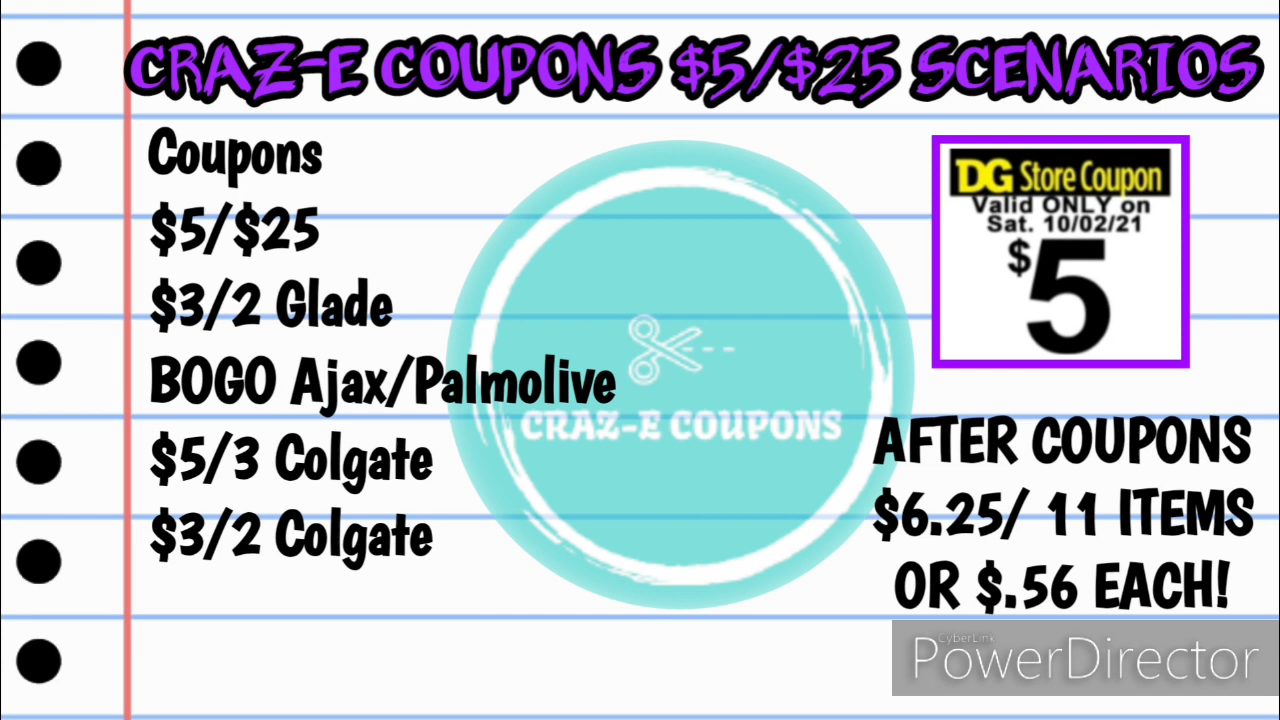 CRAZ-E COUPONS $5/$25 SCENARIOS
Coupons
$5/$25
$3/2 Glade
BOGO Ajax/Palmolive
$5/3 Colgate
$3/2 Colgate
CRAZ-E COUPONS
DG Store Coupon
Valid ONLY on
Sat. 10/02/21
$5
AFTER COUPONS
$6.25/ 11 ITEMS
OR $.56 EACH!
CyberLink
PowerDirector